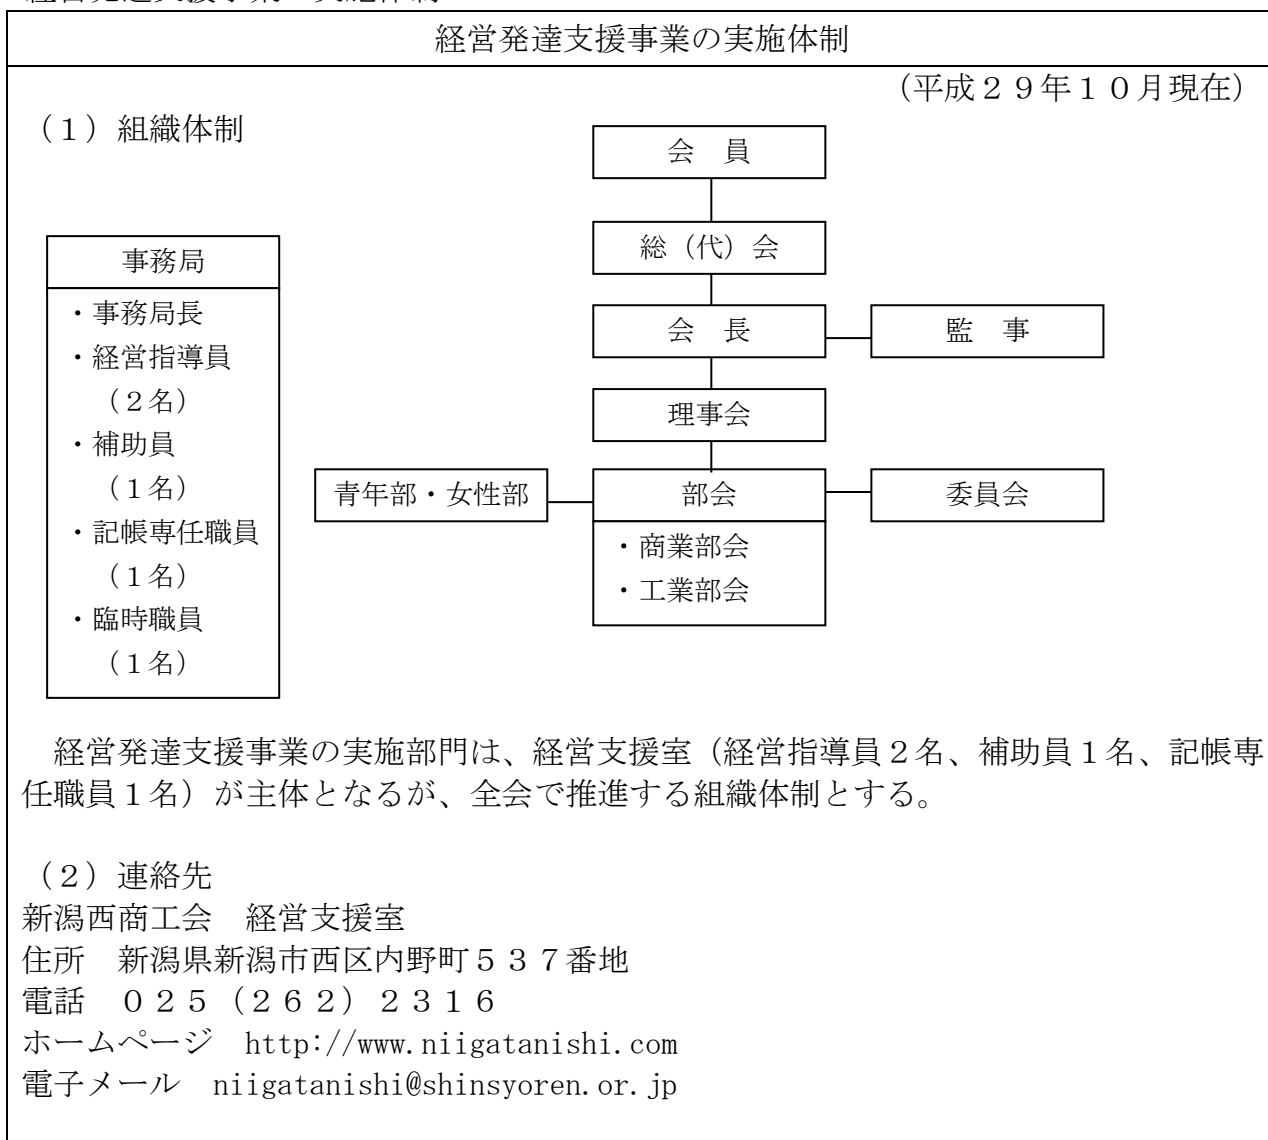 経営発達支援事業の実施体制
（平成２９年１０月現在）
（１）組織体制
会　員
総（代）会
会　長
監　事
理事会
青年部・女性部
部会
委員会
・商業部会
・工業部会
事務局
・事務局長
・経営指導員
（２名）
・補助員
（１名）
・記帳専任職員
（１名）
・臨時職員
（１名）
経営発達支援事業の実施部門は、経営支援室（経営指導員２名、補助員１名、記帳専
任職員１名）が主体となるが、全会で推進する組織体制とする。
（２）連絡先
新潟西商工会　経営支援室
住所　新潟県新潟市西区内野町５３７番地
電話　０２５（２６２）２３１６
ホームページ　http://www.niigatanishi.com
電子メール　niigatanishi@shinsyoren.or.jp